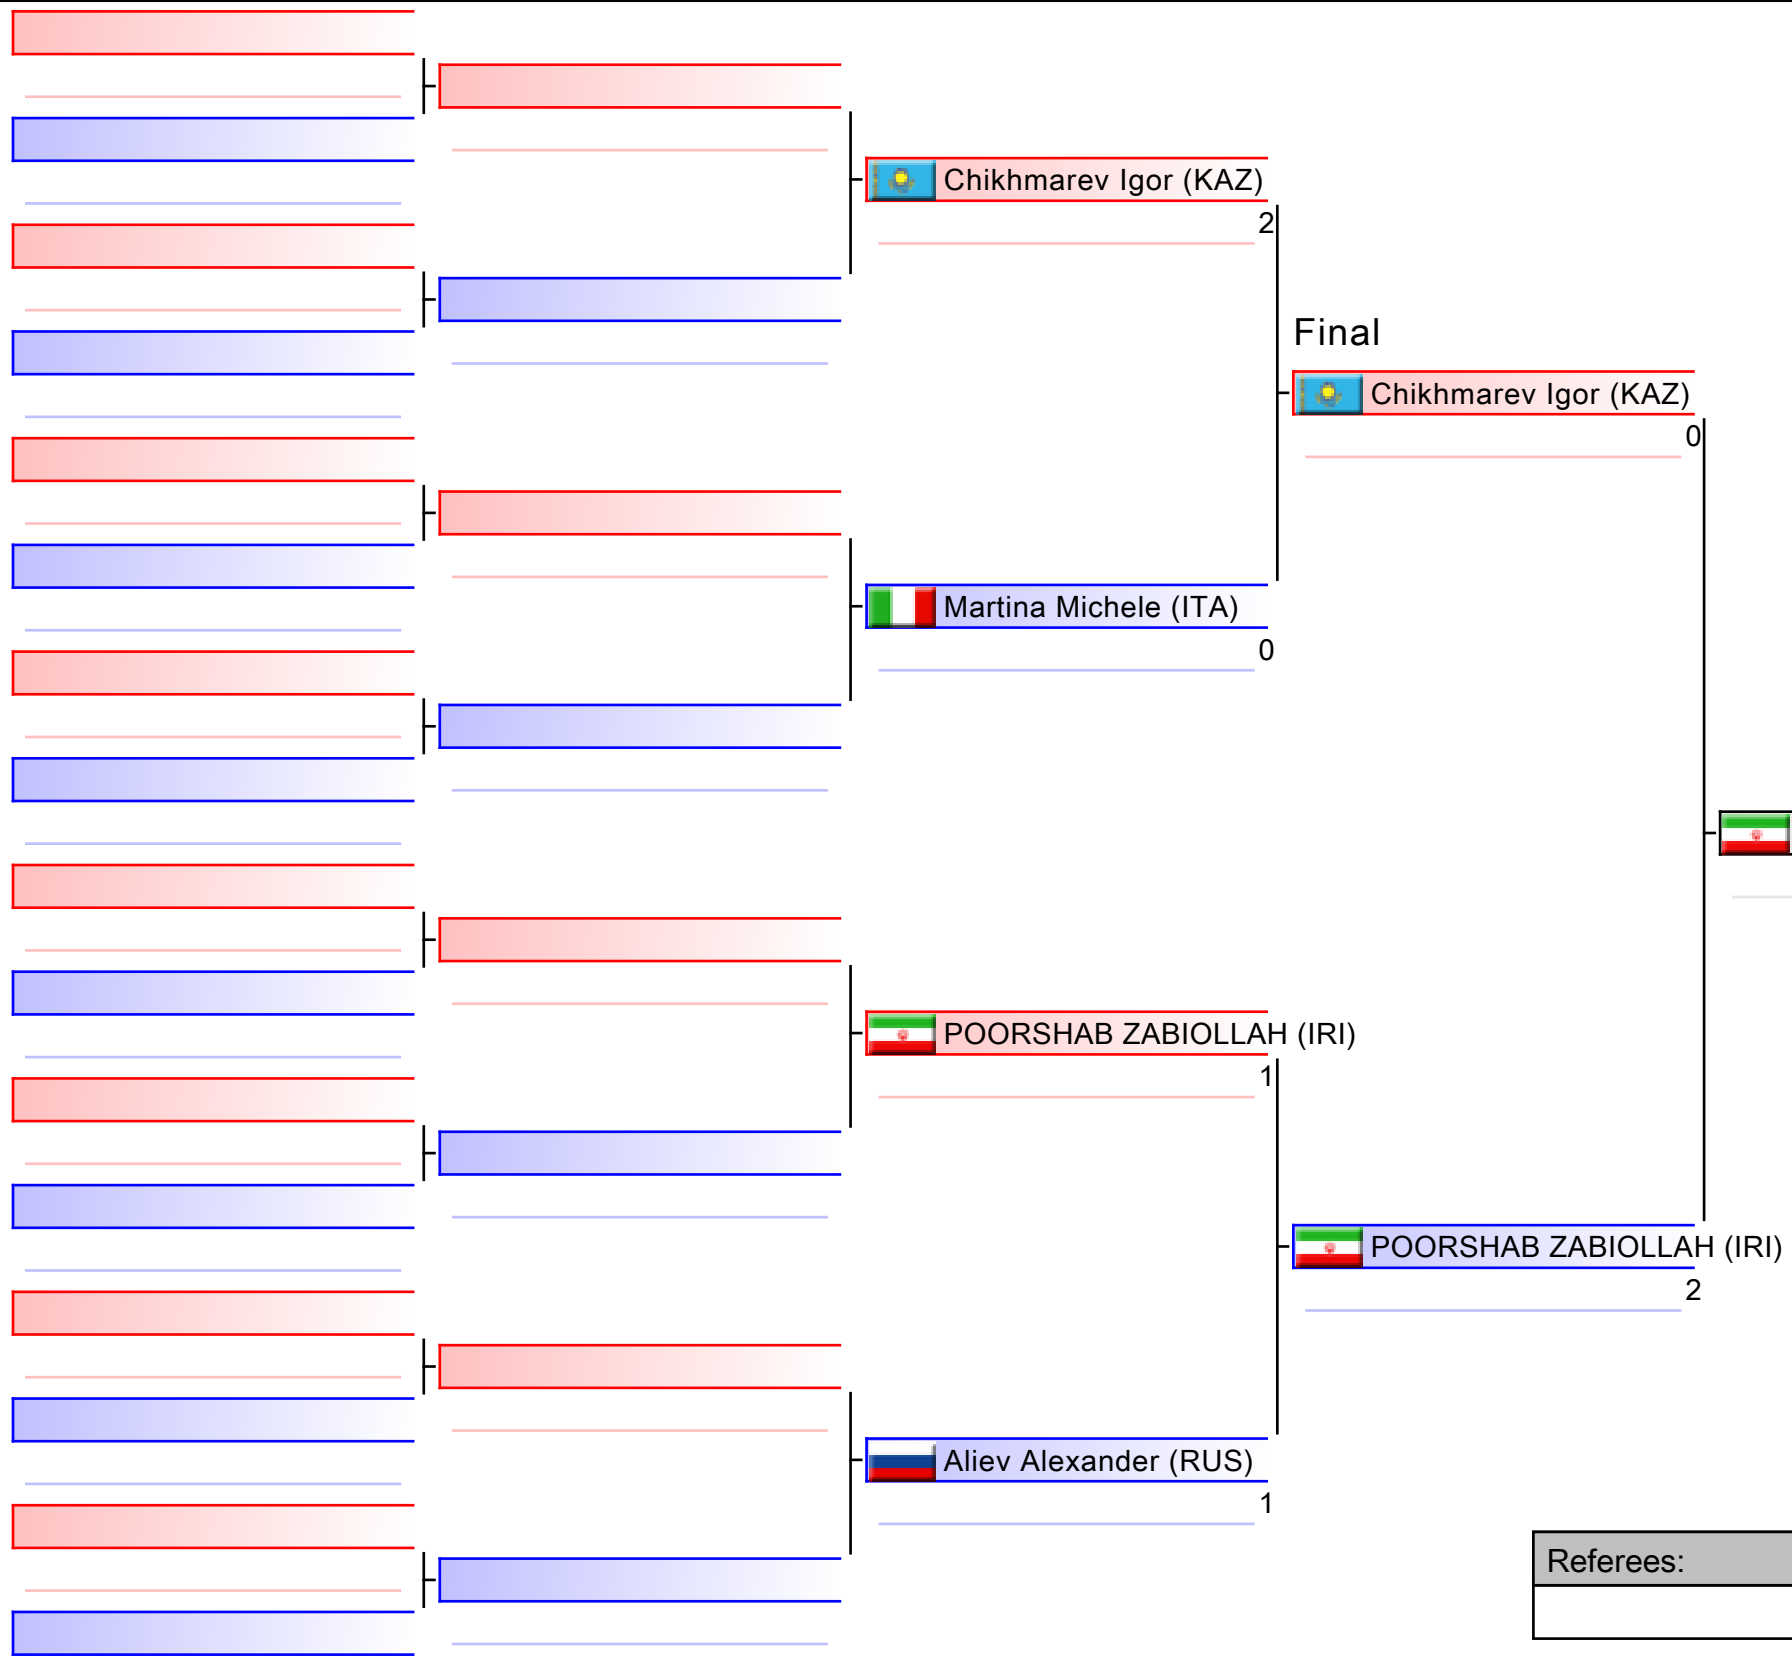 Chikhmarev Igor (KAZ)
2
Final
Chikhmarev Igor (KAZ)
0
Martina Michele (ITA)
0
POORSHAB ZABIOLLAH (IRI)
1
POORSHAB ZABIOLLAH (IRI)
2
Aliev Alexander (RUS)
1
Referees: